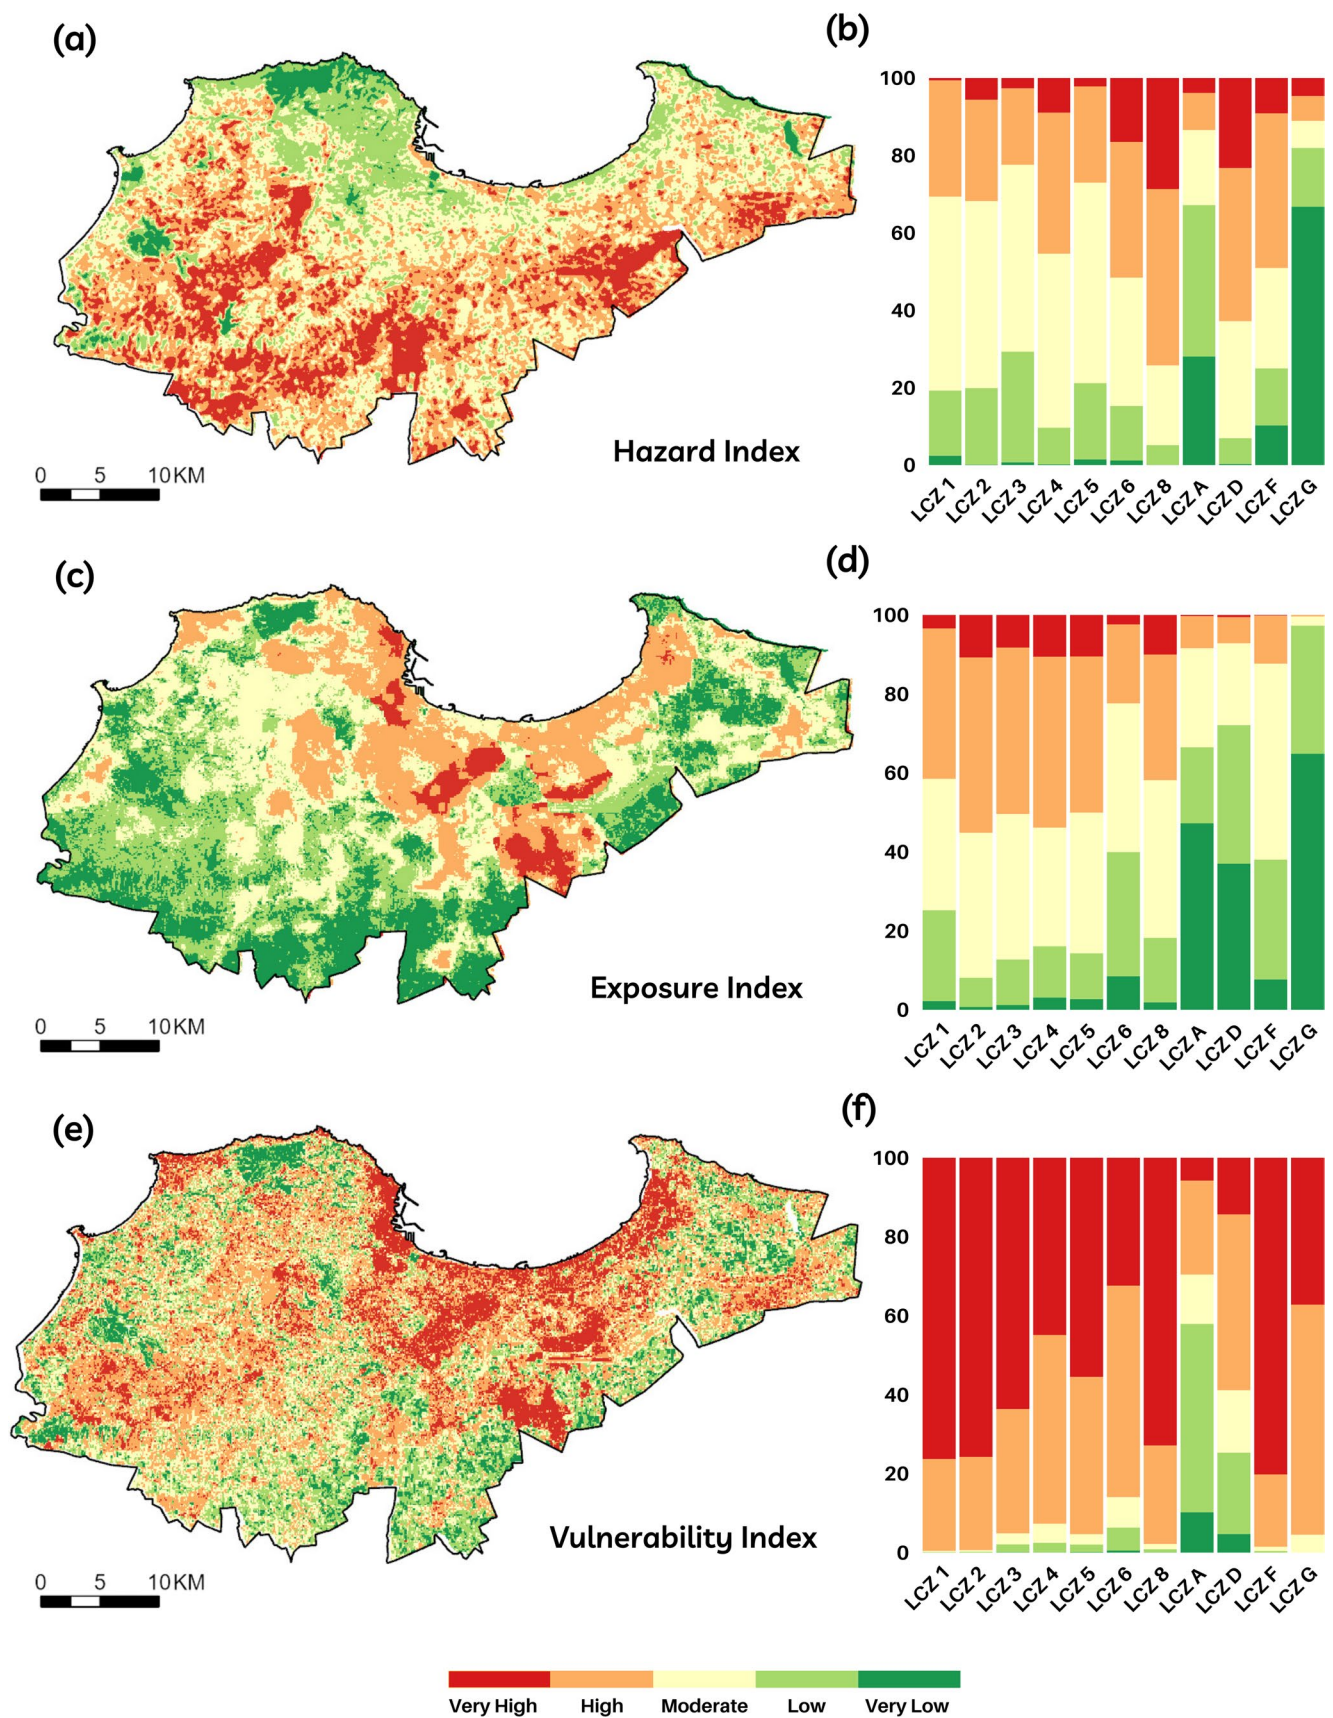 (a)
Hazard Index
0 5 10KM
(b)
100
80
60
40
20
0
LCZ 1 LCZ 2 LCZ 3 LCZ 4 LCZ 5 LCZ 6 LCZ 8 LCZ A LCZ D LCZ F LCZ G
(c)
Exposure Index
0 5 10KM
(d)
100
80
60
40
20
0
LCZ 1 LCZ 2 LCZ 3 LCZ 4 LCZ 5 LCZ 6 LCZ 8 LCZ A LCZ D LCZ F LCZ G
(e)
Vulnerability Index
0 5 10KM
(f)
100
80
60
40
20
0
LCZ 1 LCZ 2 LCZ 3 LCZ 4 LCZ 5 LCZ 6 LCZ 8 LCZ A LCZ D LCZ F LCZ G
Very High High Moderate Low Very Low